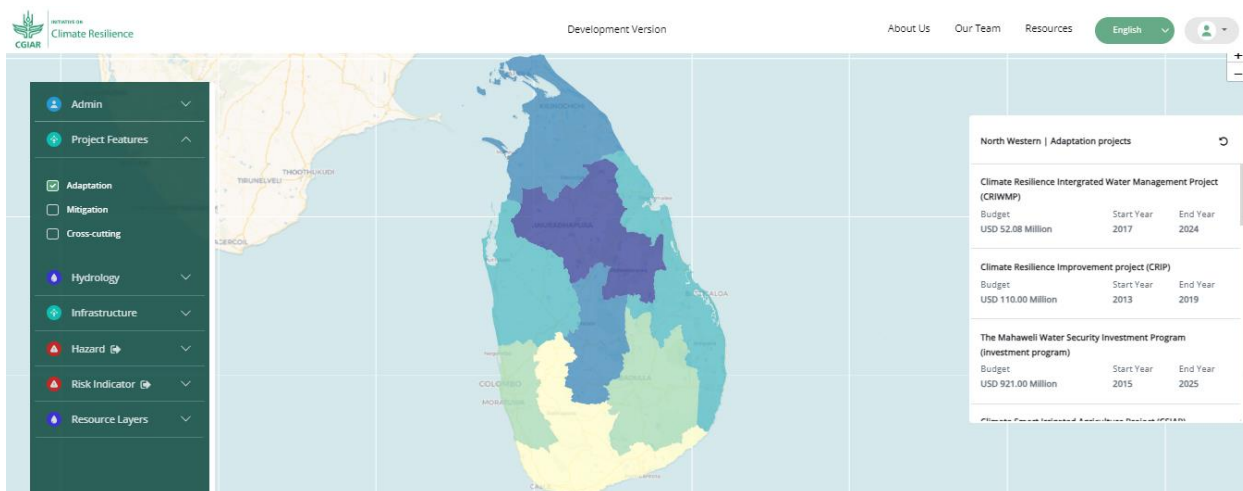 INITIATIVE ON
Climate Resilience
CGIAR
Development Version
About Us
Our Team
Resources
English
Admin
Project Features
Adaptation
Mitigation
Cross-cutting
Hydrology
Infrastructure
Hazard
Risk Indicator
Resource Layers
THOOTHUKUDI
TIRUNELVELI
COLOMBO
+
−
North Western | Adaptation projects
Climate Resilience Intergrated Water Management Project
(CRIWMP)
Budget Start Year End Year
USD 52.08 Million 2017 2024
Climate Resilience Improvement project (CRIP)
Budget Start Year End Year
USD 110.00 Million 2013 2019
The Mahaweli Water Security Investment Program
(investment program)
Budget Start Year End Year
USD 921.00 Million 2015 2025